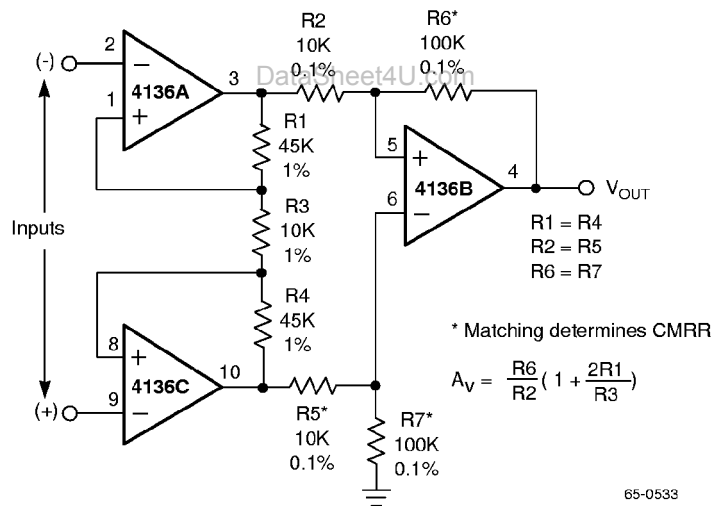 R2
10K
0.1%
R6*
100K
0.1%
DataSheet4U.com
(-)
2
−
4136A
3
1
+
R1
45K
1%
5
+
4136B
4
6
−
V_OUT
R3
10K
1%
Inputs
R1 = R4
R2 = R5
R6 = R7
R4
45K
1%
8
+
4136C
10
(+)
9
−
* Matching determines CMRR
A_V = R6/R2 ( 1 + 2R1/R3 )
R5*
10K
0.1%
R7*
100K
0.1%
65-0533